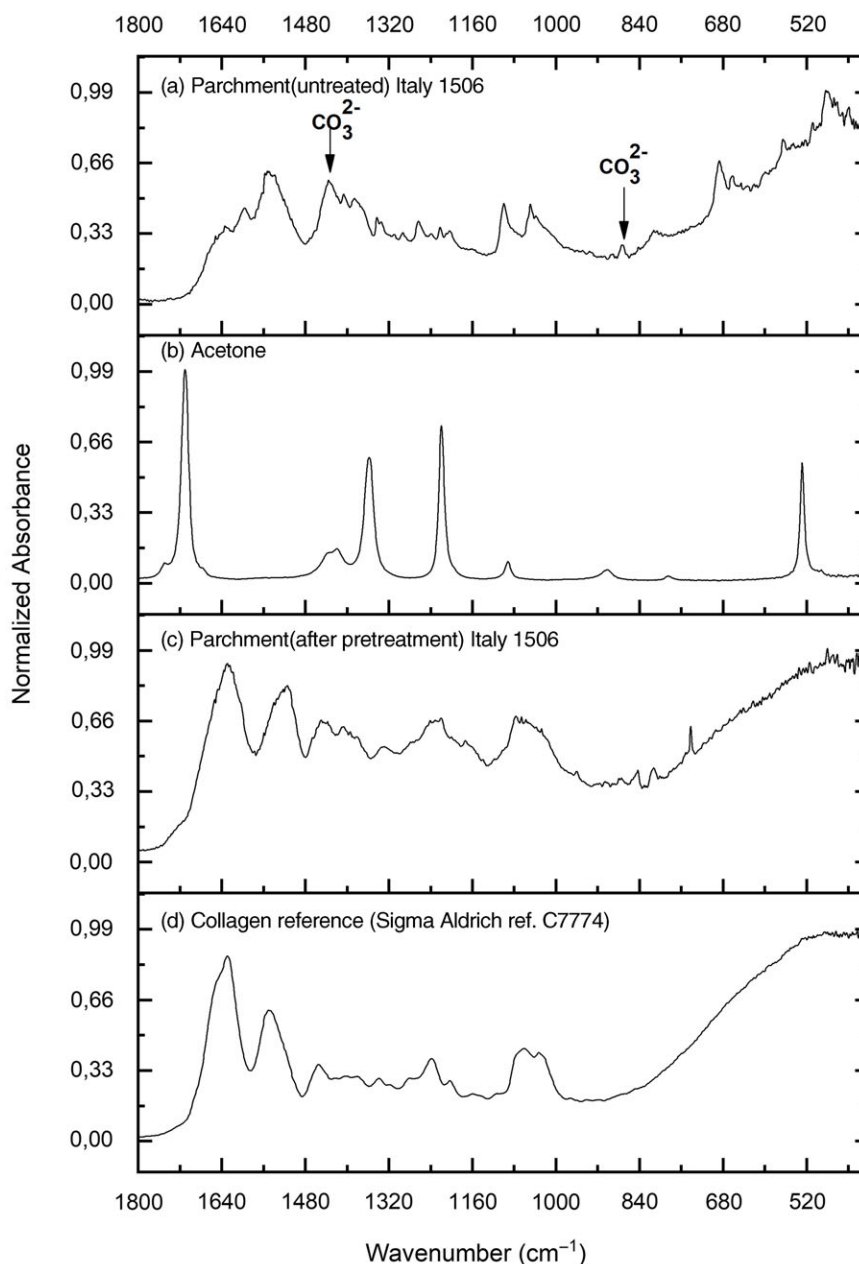 1800 1640 1480 1320 1160 1000 840 680 520
(a) Parchment(untreated) Italy 1506
CO3^2-
CO3^2-
0,99
0,66
0,33
0,00
(b) Acetone
0,99
0,66
0,33
0,00
(c) Parchment(after pretreatment) Italy 1506
0,99
0,66
0,33
0,00
(d) Collagen reference (Sigma Aldrich ref. C7774)
0,99
0,66
0,33
0,00
1800 1640 1480 1320 1160 1000 840 680 520
Wavenumber (cm⁻¹)
Normalized Absorbance